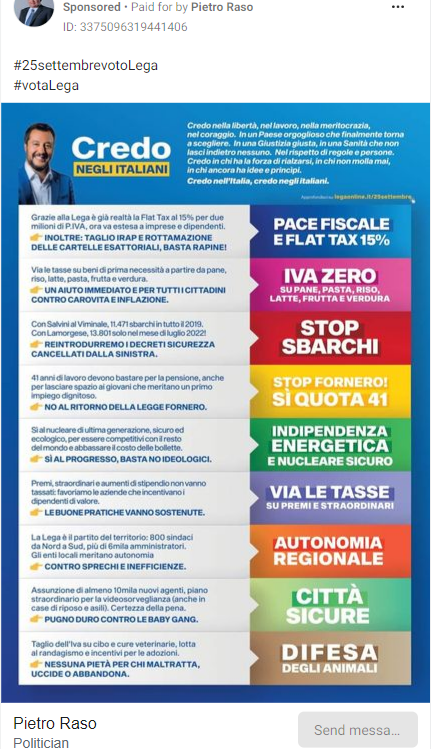 Sponsored • Paid for by Pietro Raso
ID: 3375096319441406
#25settembrevotoLega
#votaLega
Credo
NEGLI ITALIANI
Credo nella libertà, nel lavoro, nella meritocrazia,
nel coraggio. In un Paese orgoglioso che finalmente torna
a scegliere. In una Giustizia giusta, in una Sanità che non
lasci indietro nessuno. Nel rispetto di regole e persone.
Credo in chi ha la forza di rialzarsi, in chi non molla mai,
in chi ancora ha idee e principi.
Credo nell'Italia, credo negli italiani.
Approfondisci su legaonline.it/25settembre
Grazie alla Lega è già realtà la Flat Tax al 15% per due
milioni di P.IVA, ora va estesa a imprese e dipendenti.
👉 INOLTRE: TAGLIO IRAP E ROTTAMAZIONE
DELLE CARTELLE ESATTORIALI, BASTA RAPINE!
PACE FISCALE
E FLAT TAX 15%
Via le tasse su beni di prima necessità a partire da pane,
riso, latte, pasta, frutta e verdura.
👉 UN AIUTO IMMEDIATO E PER TUTTI I CITTADINI
CONTRO CAROVITA E INFLAZIONE.
IVA ZERO
SU PANE, PASTA, RISO,
LATTE, FRUTTA E VERDURA
Con Salvini al Viminale, 11.471 sbarchi in tutto il 2019.
Con Lamorgese, 13.801 solo nel mese di luglio 2022!
👉 REINTRODURREMO I DECRETI SICUREZZA
CANCELLATI DALLA SINISTRA.
STOP
SBARCHI
41 anni di lavoro devono bastare per la pensione, anche
per lasciare spazio ai giovani che meritano un primo
impiego dignitoso.
👉 NO AL RITORNO DELLA LEGGE FORNERO.
STOP FORNERO!
SÌ QUOTA 41
Sì al nucleare di ultima generazione, sicuro ed
ecologico, per essere competitivi con il resto
del mondo e abbassare il costo delle bollette.
👉 SÌ AL PROGRESSO, BASTA NO IDEOLOGICI.
INDIPENDENZA
ENERGETICA
E NUCLEARE SICURO
Premi, straordinari e aumenti di stipendio non vanno
tassati: favoriamo le aziende che incentivano i
dipendenti di valore.
👉 LE BUONE PRATICHE VANNO SOSTENUTE.
VIA LE TASSE
SU PREMI E STRAORDINARI
La Lega è il partito del territorio: 800 sindaci
da Nord a Sud, più di 6mila amministratori.
Gli enti locali meritano autonomia
👉 CONTRO SPRECHI E INEFFICIENZE.
AUTONOMIA
REGIONALE
Assunzione di almeno 10mila nuovi agenti, piano
straordinario per la videosorveglianza (anche in
case di riposo e asili). Certezza della pena.
👉 PUGNO DURO CONTRO LE BABY GANG.
CITTÀ
SICURE
Taglio dell'Iva su cibo e cure veterinarie, lotta
al randagismo e incentivi per le adozioni.
👉 NESSUNA PIETÀ PER CHI MALTRATTA,
UCCIDE O ABBANDONA.
DIFESA
DEGLI ANIMALI
Pietro Raso
Politician
Send messa...